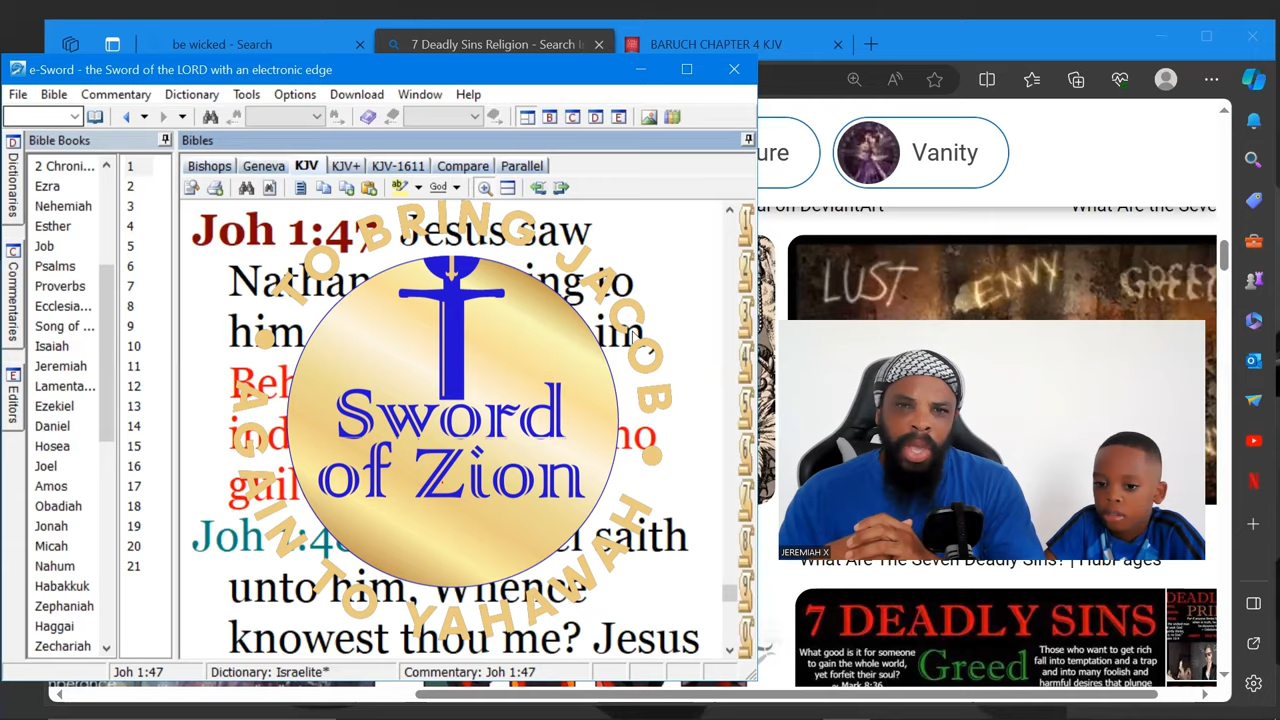 be wicked - Search
7 Deadly Sins Religion - Search I
BARUCH CHAPTER 4 KJV
e-Sword - the Sword of the LORD with an electronic edge
File Bible Commentary Dictionary Tools Options Download Window Help
B C D E
Bible Books
Bibles
Dictionaries
Commentaries
Editors
2 Chroni...
Ezra
Nehemiah
Esther
Job
Psalms
Proverbs
Ecclesia...
Song of ...
Isaiah
Jeremiah
Lamenta...
Ezekiel
Daniel
Hosea
Joel
Amos
Obadiah
Jonah
Micah
Nahum
Habakkuk
Zephaniah
Haggai
Zechariah
1
2
3
4
5
6
7
8
9
10
11
12
13
14
15
16
17
18
19
20
21
Bishops Geneva KJV KJV+ KJV-1611 Compare Parallel
God
Joh 1:47 Jesus saw
to
him
unto him, Whence
saith
knowest thou me? Jesus
• TO BRING JACOB •
AGAIN TO YAHAWAH
Sword
of Zion
Joh 1:47
Dictionary: Israelite*
Commentary: Joh 1:47
ure
Vanity
on DeviantArt
What Are the Seve
LUST ENVY GREED
JEREMIAH X
What Are The Seven Deadly Sins? | HubPages
7 DEADLY SINS
What good is it for someone
to gain the whole world,
yet forfeit their soul?
~ Mark 8:36
Greed
Those who want to get rich
fall into temptation and a trap
and into many foolish and
harmful desires that plunge